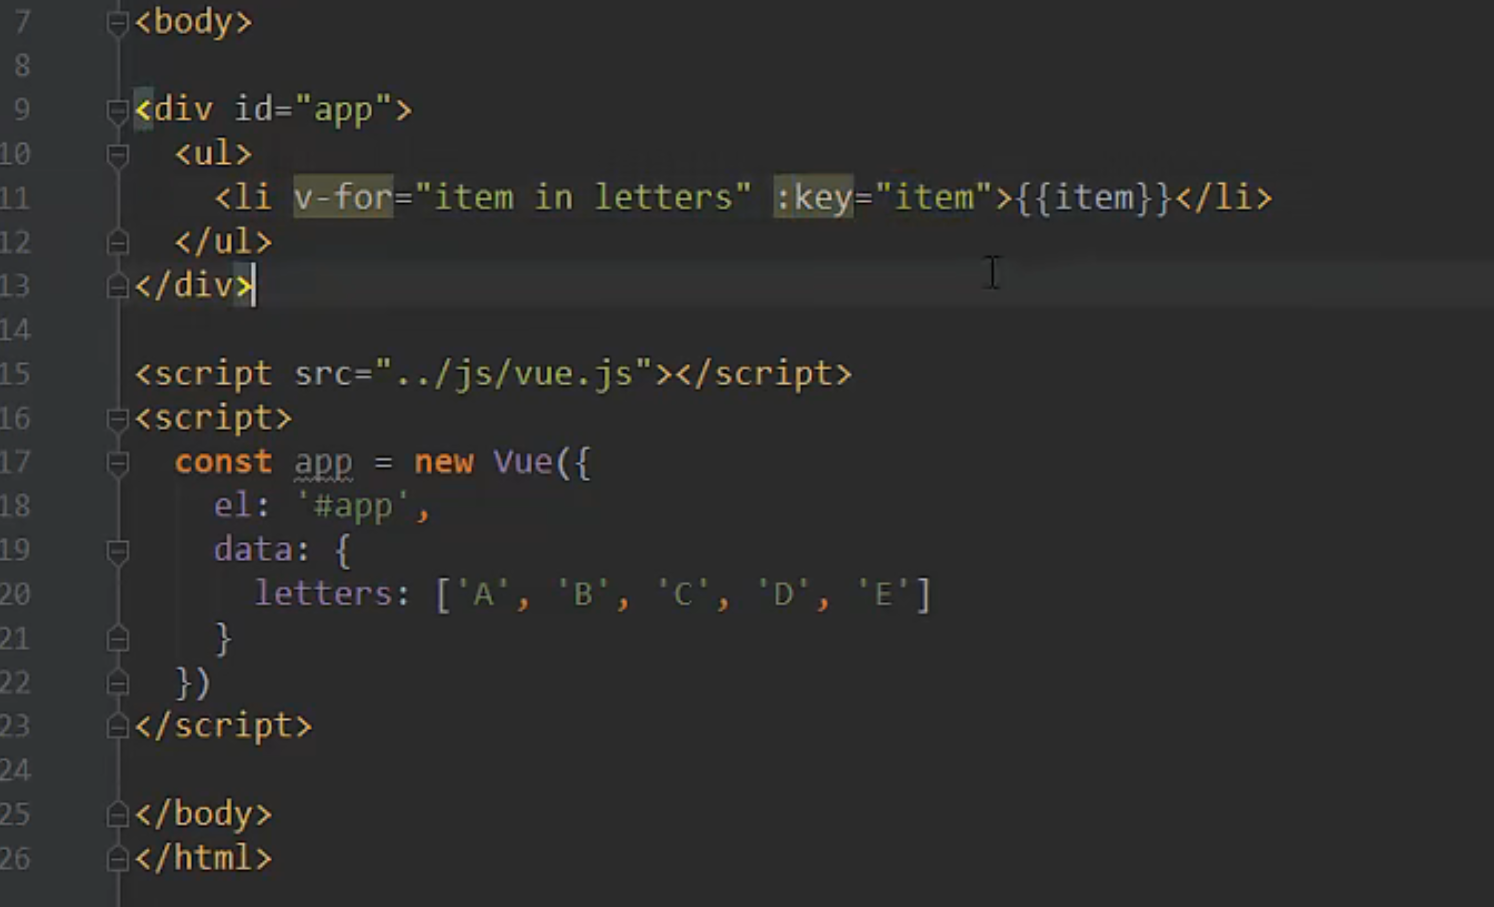 7 <body>
8
9 <div id="app">
10 <ul>
11 <li v-for="item in letters" :key="item">{{item}}</li>
12 </ul>
13 </div>
14
15 <script src="../js/vue.js"></script>
16 <script>
17 const app = new Vue({
18 el: '#app',
19 data: {
20 letters: ['A', 'B', 'C', 'D', 'E']
21 }
22 })
23 </script>
24
25 </body>
26 </html>